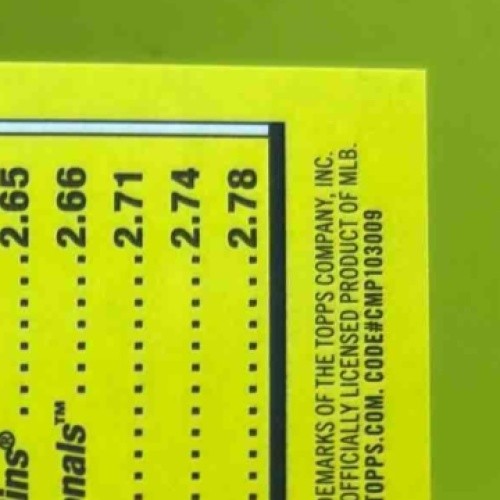 ins® ........2.65
onals™ ........2.66
........2.71
........2.74
........2.78
DEMARKS OF THE TOPPS COMPANY, INC.
OFFICIALLY LICENSED PRODUCT OF MLB.
OPPS.COM. CODE#CMP103009